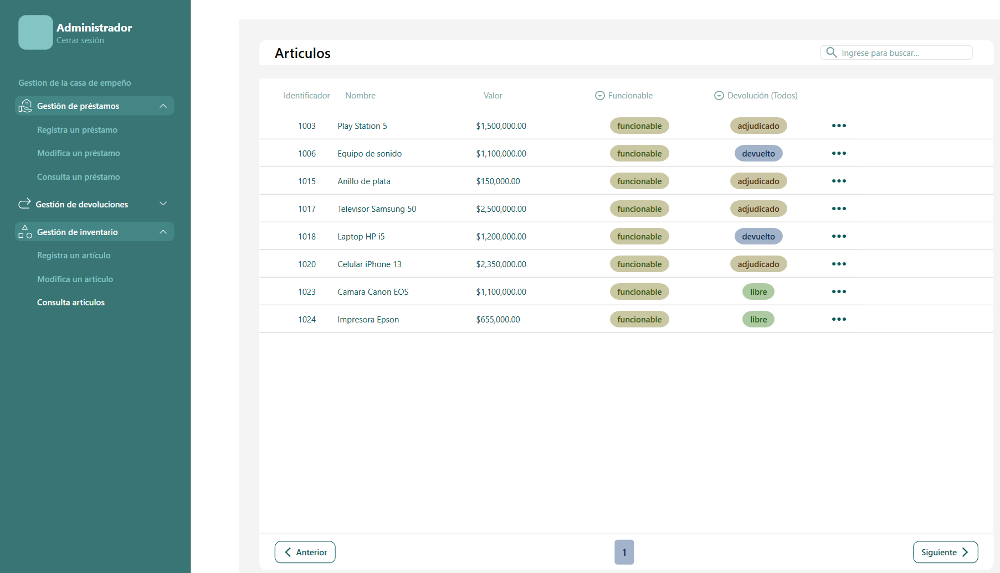 Administrador
Cerrar sesión
Gestion de la casa de empeño
Gestión de préstamos
Registra un préstamo
Modifica un préstamo
Consulta un préstamo
Gestión de devoluciones
Gestión de inventario
Registra un artículo
Modifica un articulo
Consulta articulos
Articulos
Ingrese para buscar...
Identificador Nombre Valor Funcionable Devolución (Todos)
1003 Play Station 5 $1,500,000.00 funcionable adjudicado
1006 Equipo de sonido $1,100,000.00 funcionable devuelto
1015 Anillo de plata $150,000.00 funcionable adjudicado
1017 Televisor Samsung 50 $2,500,000.00 funcionable adjudicado
1018 Laptop HP i5 $1,200,000.00 funcionable devuelto
1020 Celular iPhone 13 $2,350,000.00 funcionable adjudicado
1023 Camara Canon EOS $1,100,000.00 funcionable libre
1024 Impresora Epson $655,000.00 funcionable libre
Anterior 1 Siguiente